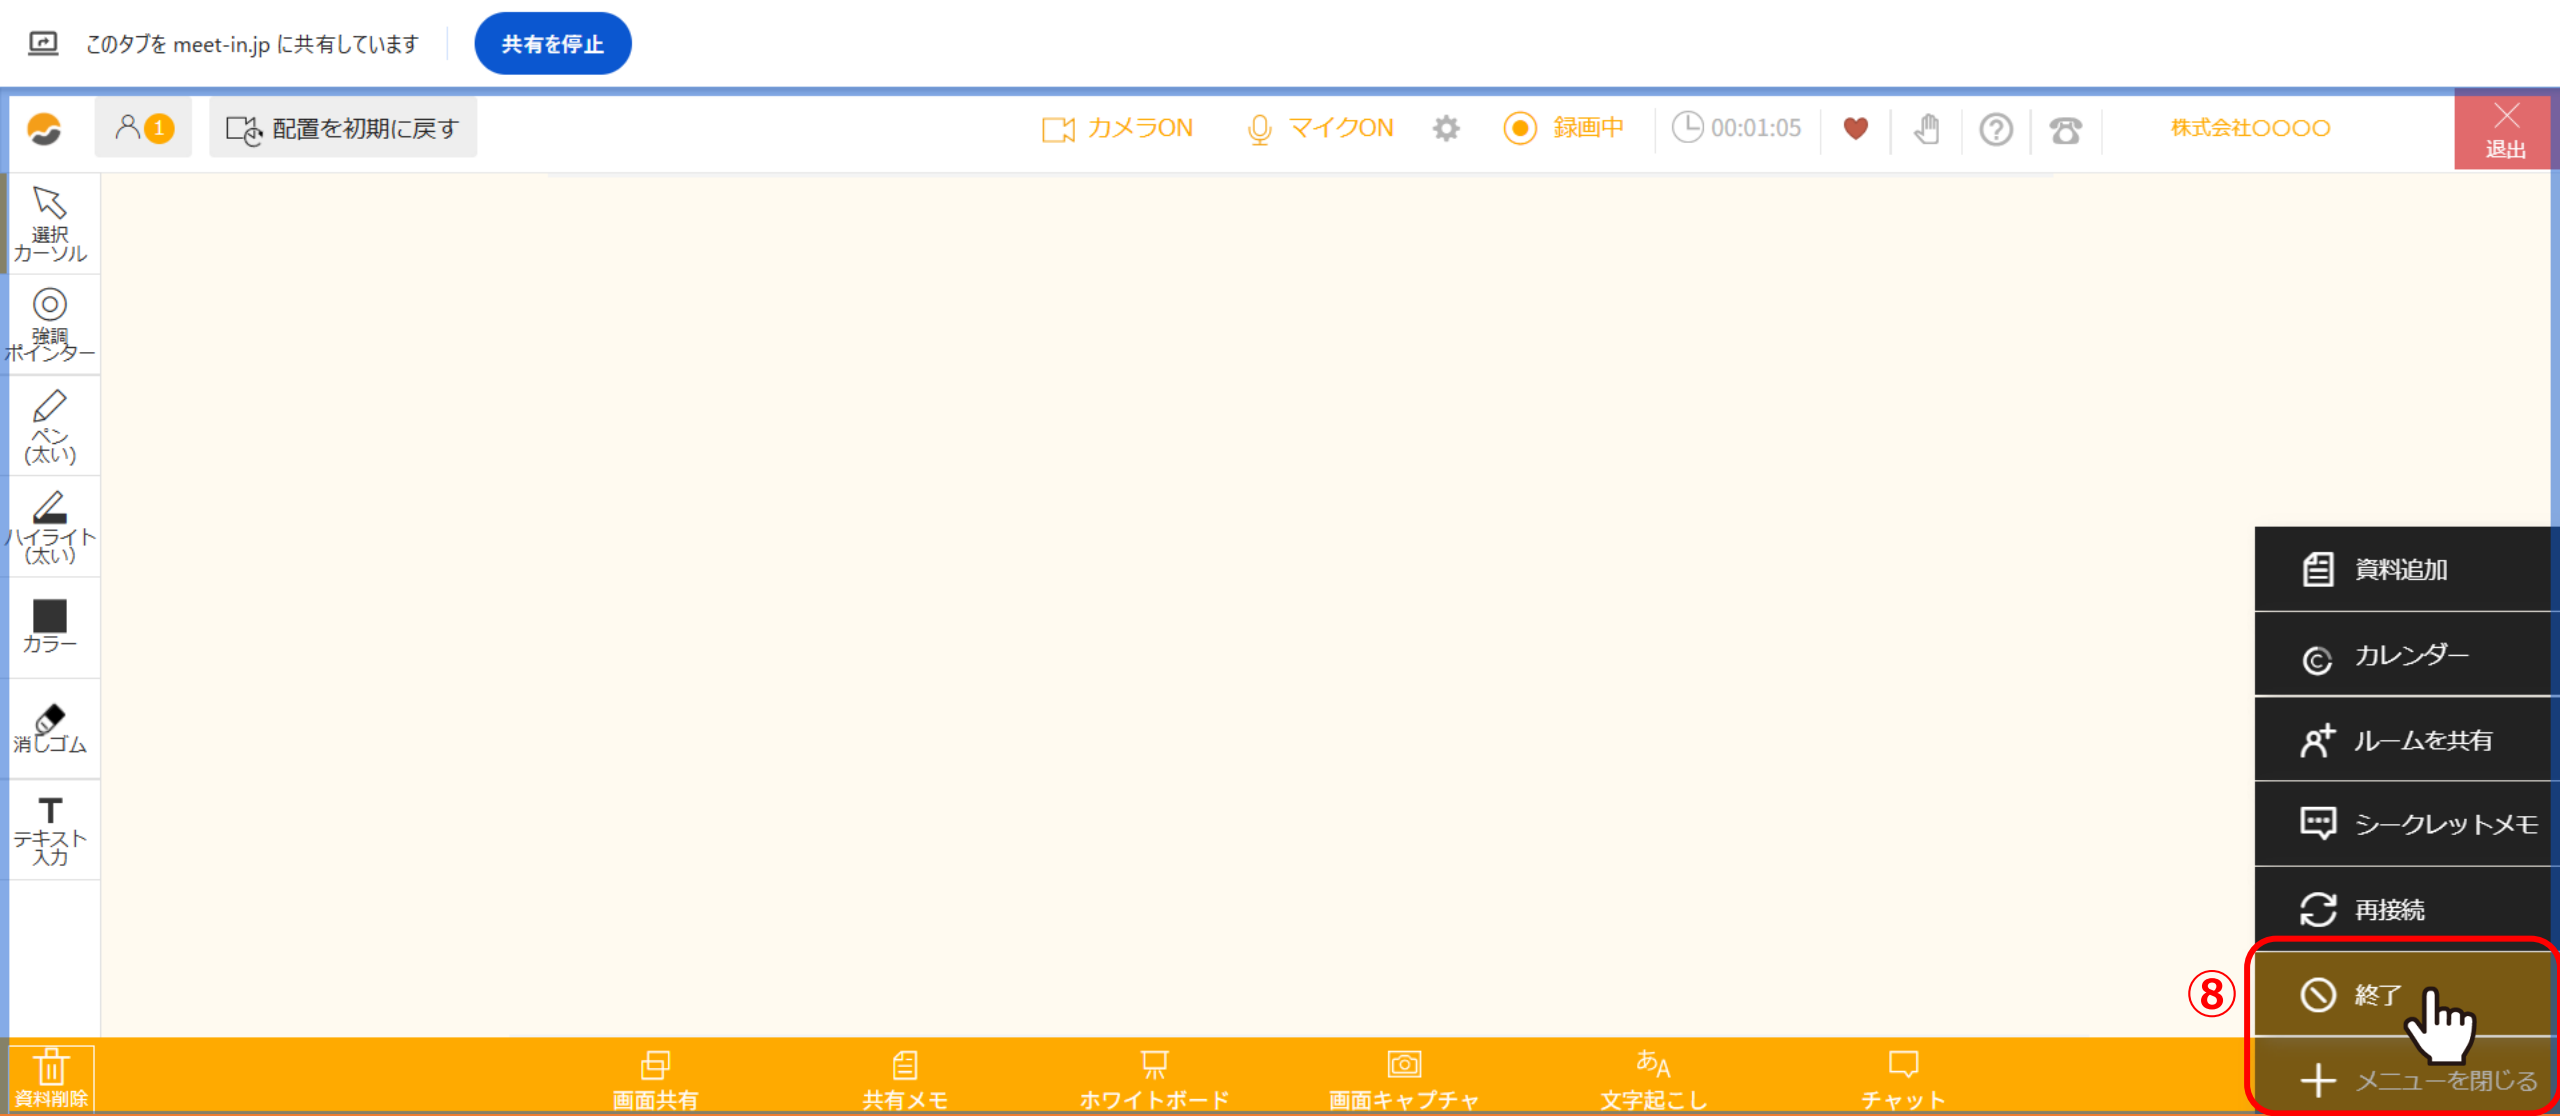 このタブを meet-in.jp に共有しています
共有を停止
1
配置を初期に戻す
カメラON
マイクON
録画中
00:01:05
株式会社〇〇〇〇
退出
選択
カーソル
強調
ポインター
ペン
(太い)
ハイライト
(太い)
カラー
消しゴム
T
テキスト
入力
資料追加
カレンダー
ルームを共有
シークレットメモ
再接続
⑧
終了
メニューを閉じる
資料削除
画面共有
共有メモ
ホワイトボード
画面キャプチャ
あA
文字起こし
チャット